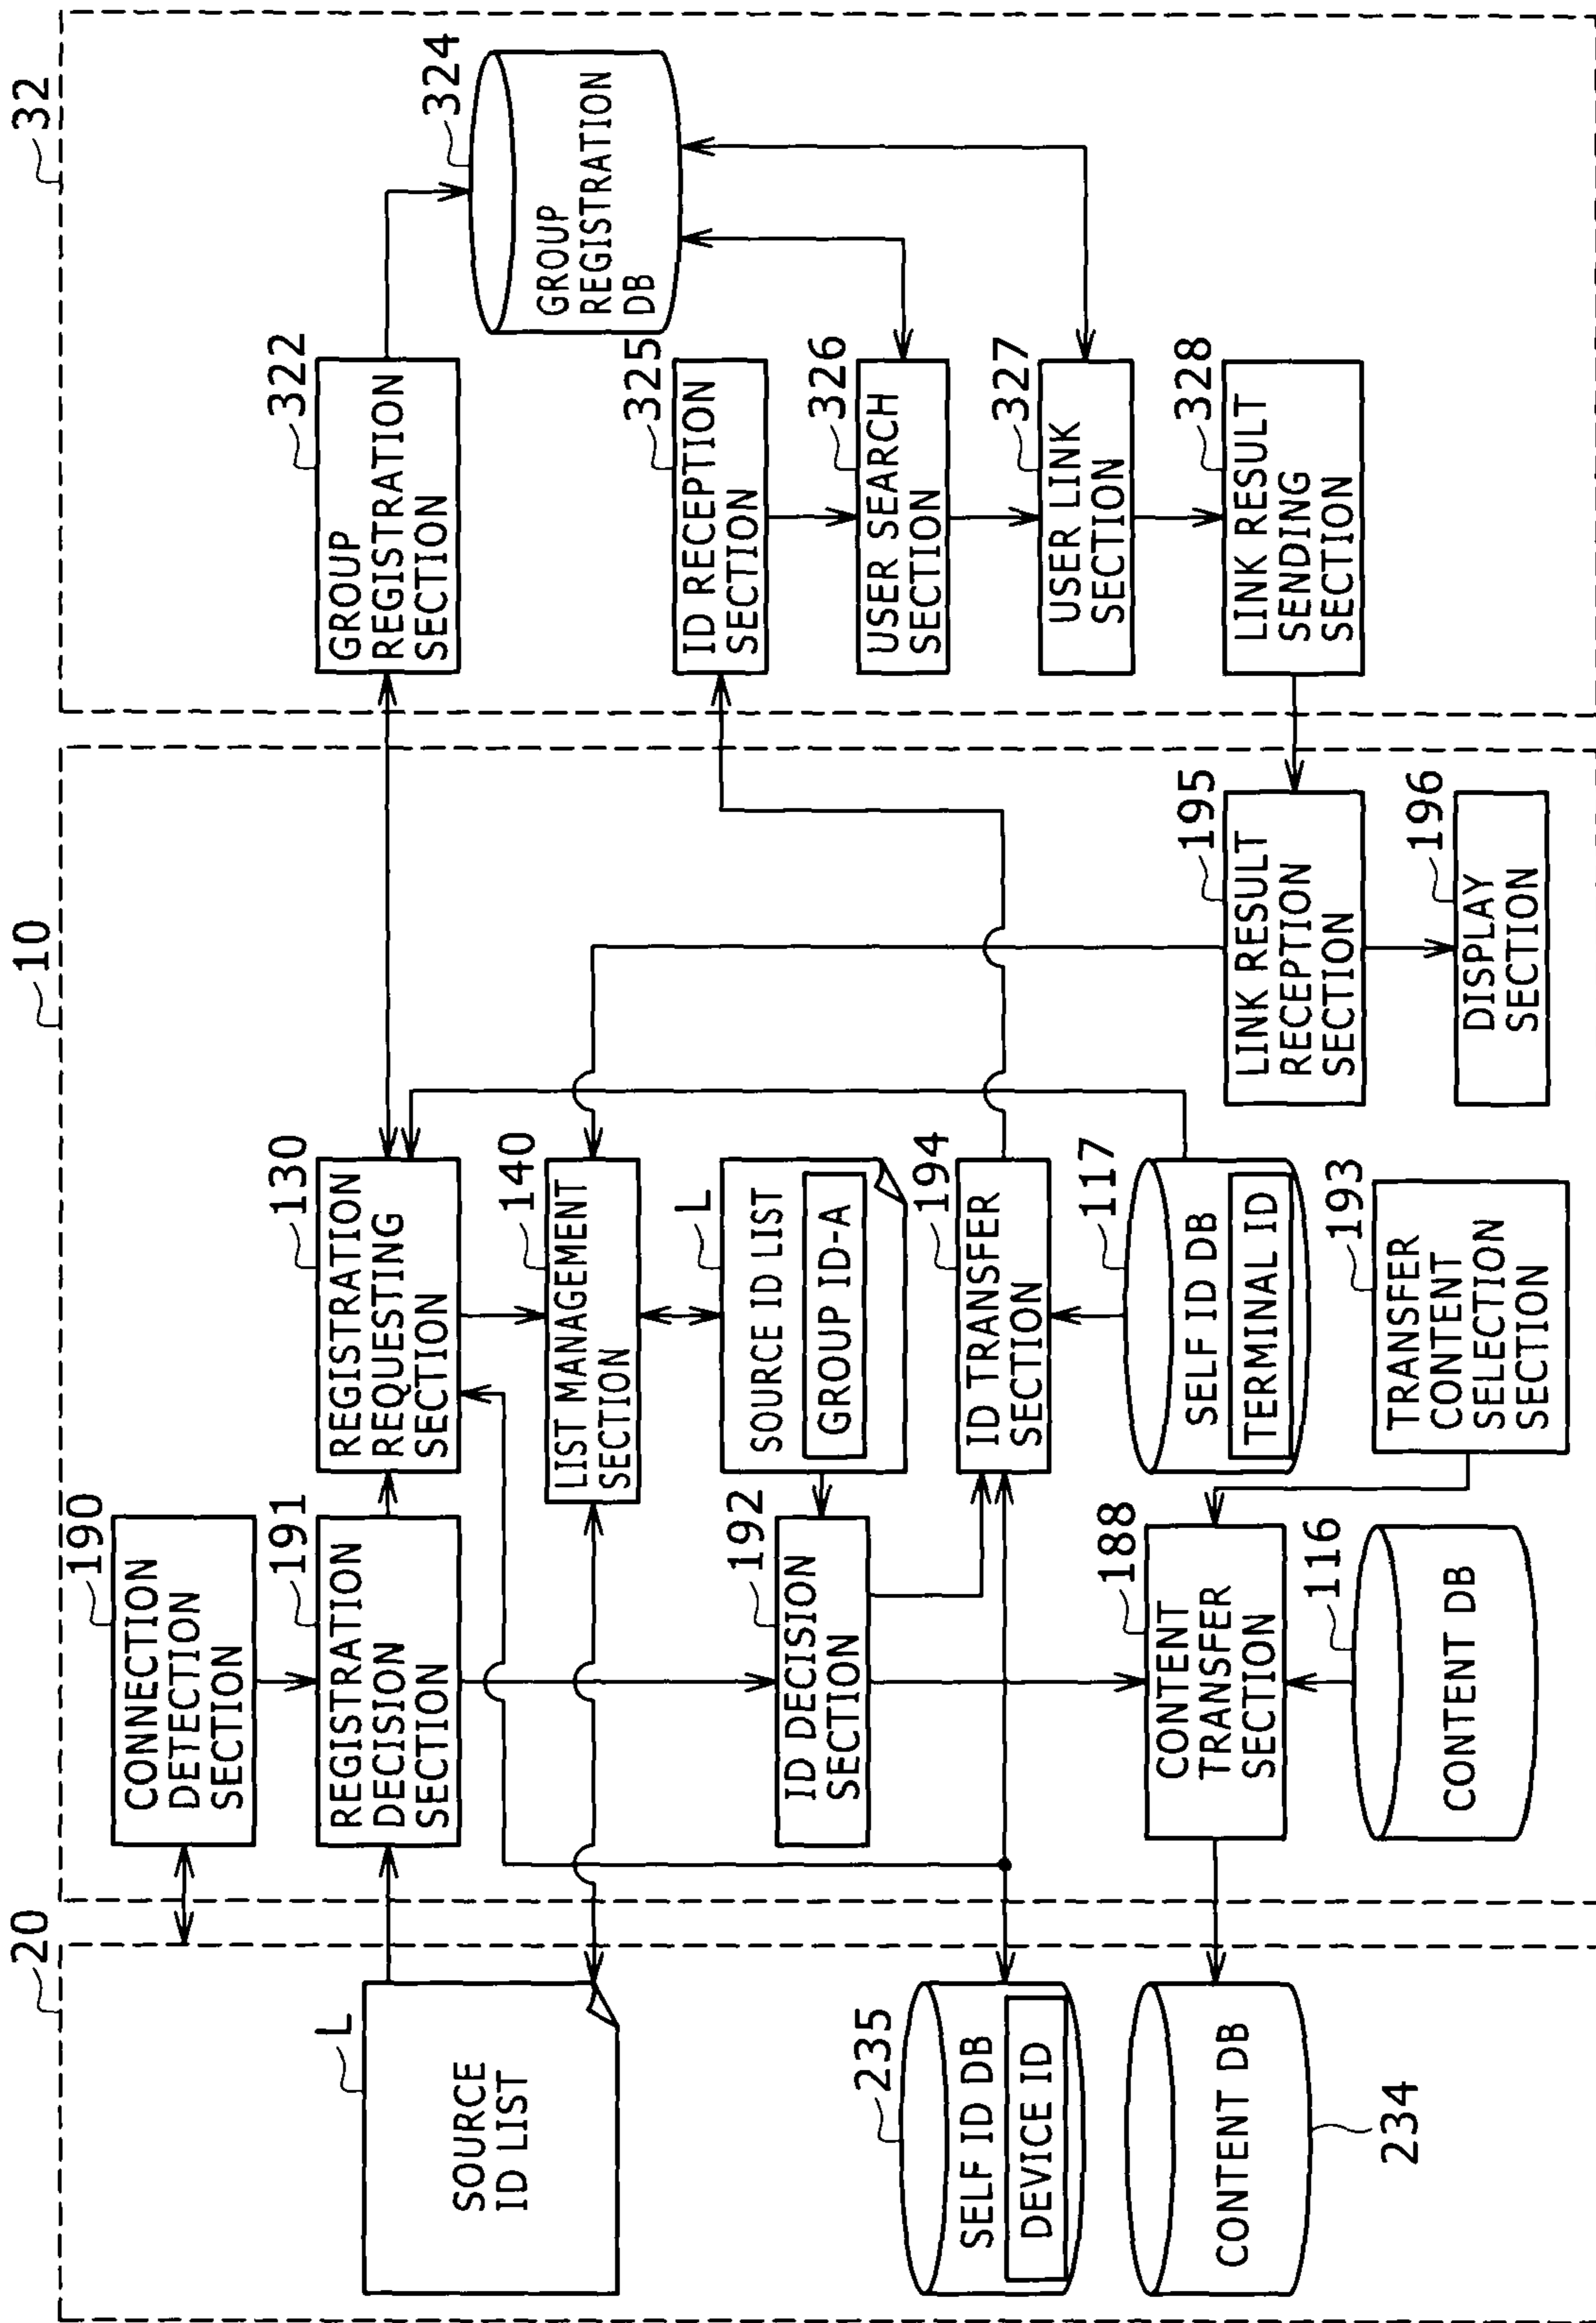 20
L
SOURCE
ID LIST
235
SELF ID DB
DEVICE ID
CONTENT DB
234
10
190
CONNECTION
DETECTION
SECTION
191
REGISTRATION
DECISION
SECTION
130
REGISTRATION
REQUESTING
SECTION
140
LIST MANAGEMENT
SECTION
L
SOURCE ID LIST
GROUP ID-A
192
ID DECISION
SECTION
194
ID TRANSFER
SECTION
117
SELF ID DB
TERMINAL ID
188
CONTENT
TRANSFER
SECTION
193
TRANSFER
CONTENT
SELECTION
SECTION
116
CONTENT DB
195
LINK RESULT
RECEPTION
SECTION
196
DISPLAY
SECTION
32
322
GROUP
REGISTRATION
SECTION
324
GROUP
REGISTRATION
DB
325
ID RECEPTION
SECTION
326
USER SEARCH
SECTION
327
USER LINK
SECTION
328
LINK RESULT
SENDING
SECTION